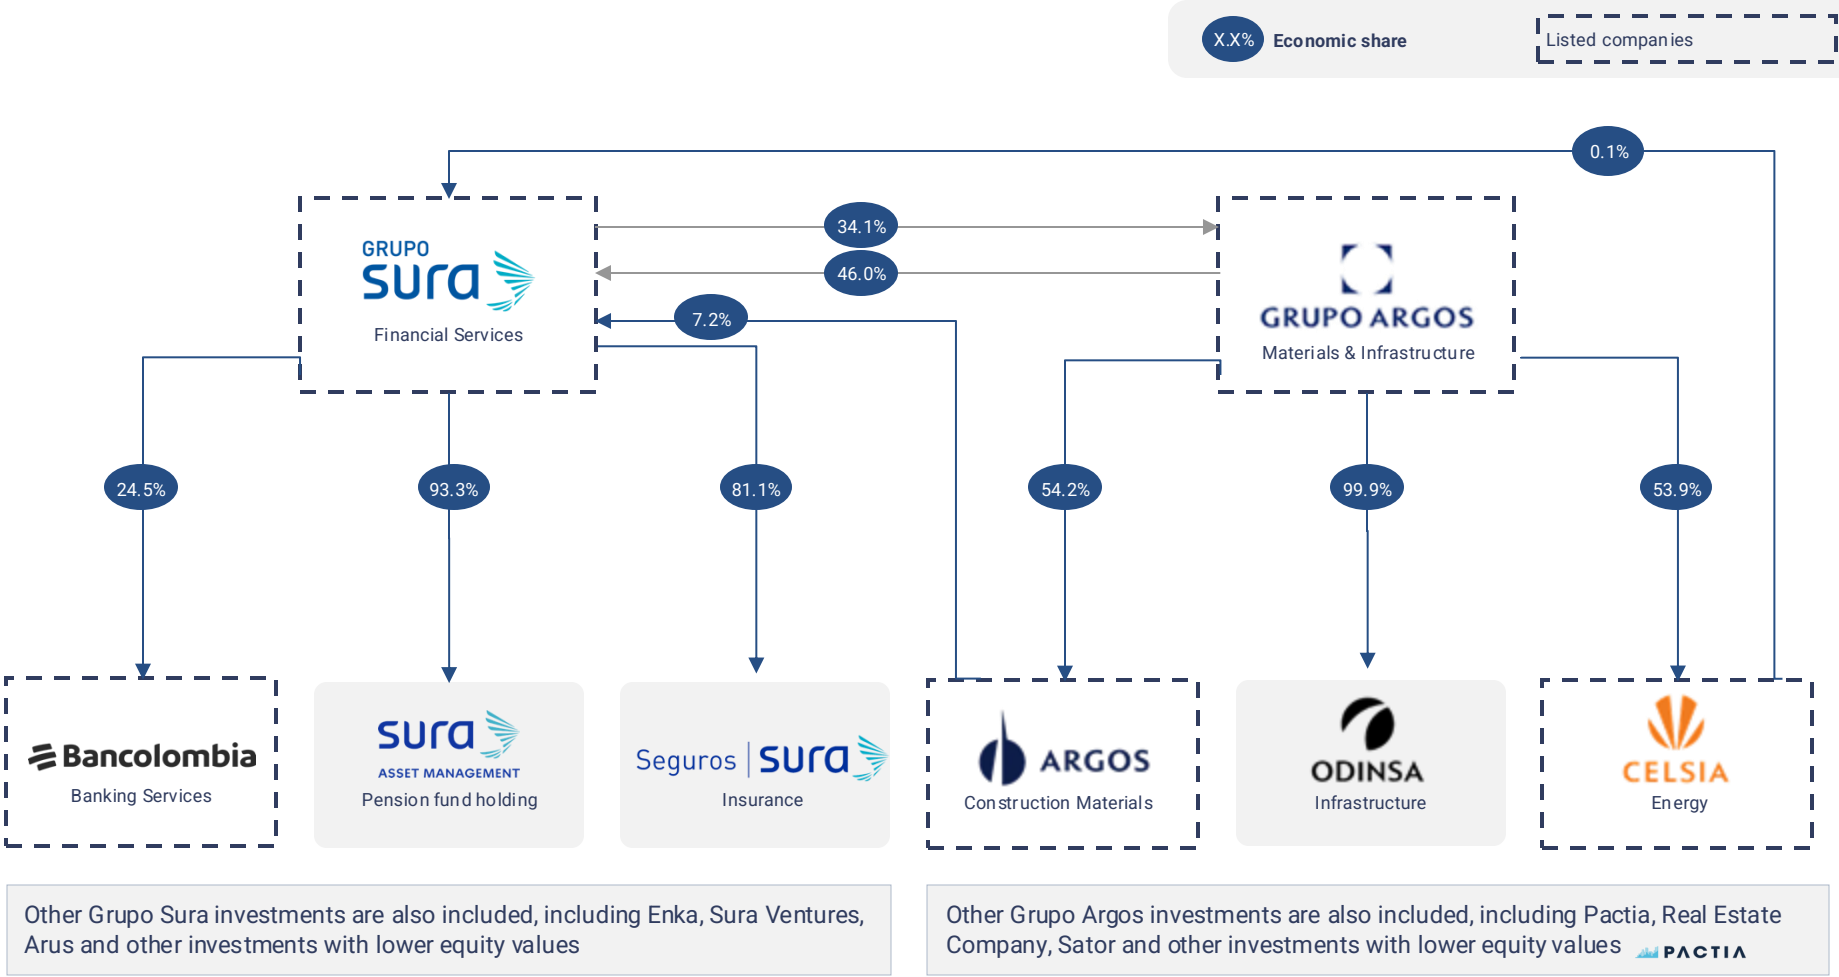 X.X%
Economic share
Listed companies
0.1%
34.1%
46.0%
7.2%
GRUPO
sura
Financial Services
GRUPO ARGOS
Materials & Infrastructure
24.5%
93.3%
81.1%
54.2%
99.9%
53.9%
Bancolombia
Banking Services
sura
ASSET MANAGEMENT
Pension fund holding
Seguros | sura
Insurance
ARGOS
Construction Materials
ODINSA
Infrastructure
CELSIA
Energy
Other Grupo Sura investments are also included, including Enka, Sura Ventures,
Arus and other investments with lower equity values
Other Grupo Argos investments are also included, including Pactia, Real Estate
Company, Sator and other investments with lower equity values
PACTIA